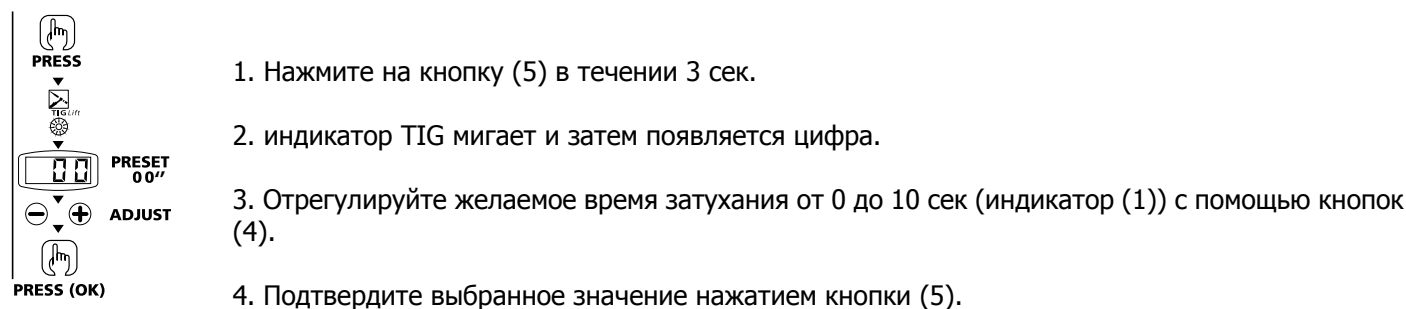 PRESS
TIG Lift
00
PRESET
00"
ADJUST
PRESS (OK)
1. Нажмите на кнопку (5) в течении 3 сек.
2. индикатор TIG мигает и затем появляется цифра.
3. Отрегулируйте желаемое время затухания от 0 до 10 сек (индикатор (1)) с помощью кнопок
(4).
4. Подтвердите выбранное значение нажатием кнопки (5).